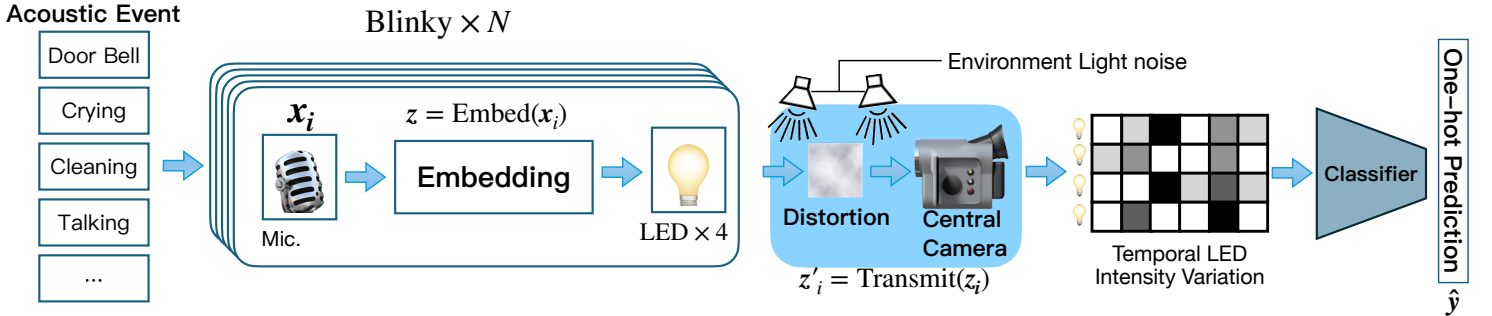 Acoustic Event
Door Bell
Crying
Cleaning
Talking
...
Blinky × N
x_i
z = Embed(x_i)
Mic.
Embedding
LED × 4
Environment Light noise
Distortion
Central
Camera
z'_i = Transmit(z_i)
Temporal LED
Intensity Variation
Classifier
One-hot Prediction
ŷ